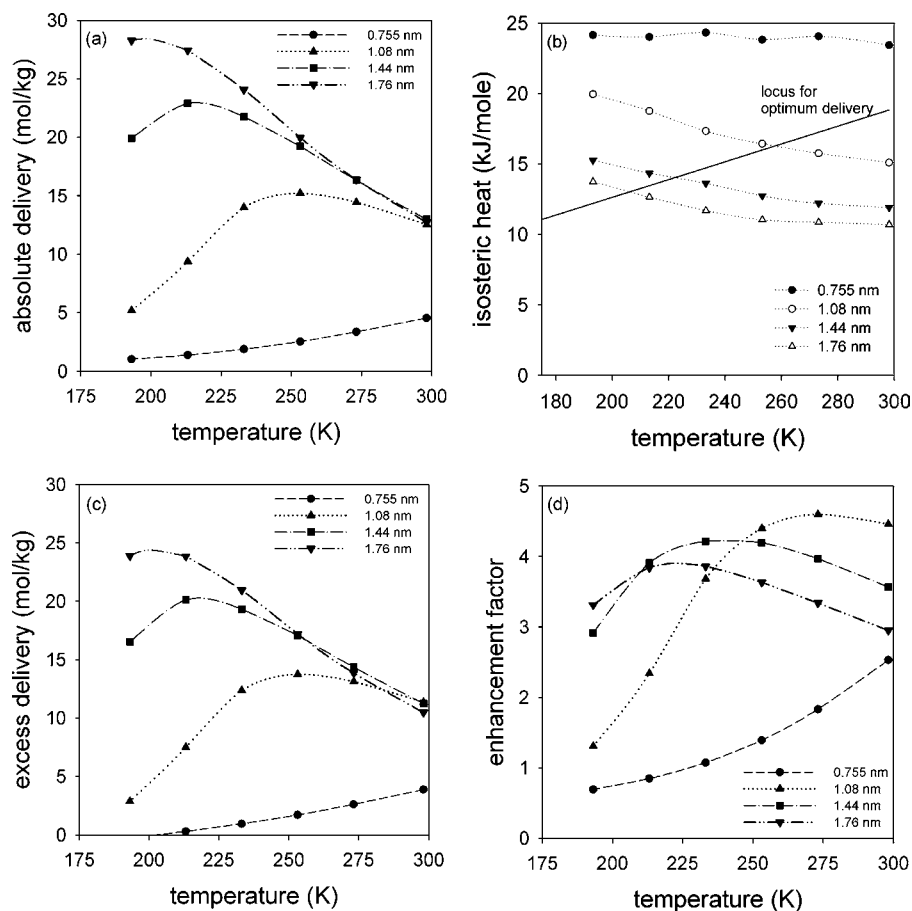 (a)
0.755 nm
1.08 nm
1.44 nm
1.76 nm
absolute delivery (mol/kg)
30
25
20
15
10
5
0
175 200 225 250 275 300
temperature (K)
(b)
locus for
optimum delivery
0.755 nm
1.08 nm
1.44 nm
1.76 nm
isosteric heat (kJ/mole)
25
20
15
10
5
0
180 200 220 240 260 280 300
temperature (K)
(c)
0.755 nm
1.08 nm
1.44 nm
1.76 nm
excess delivery (mol/kg)
30
25
20
15
10
5
0
175 200 225 250 275 300
temperature (K)
(d)
0.755 nm
1.08 nm
1.44 nm
1.76 nm
enhancement factor
5
4
3
2
1
0
175 200 225 250 275 300
temperature (K)